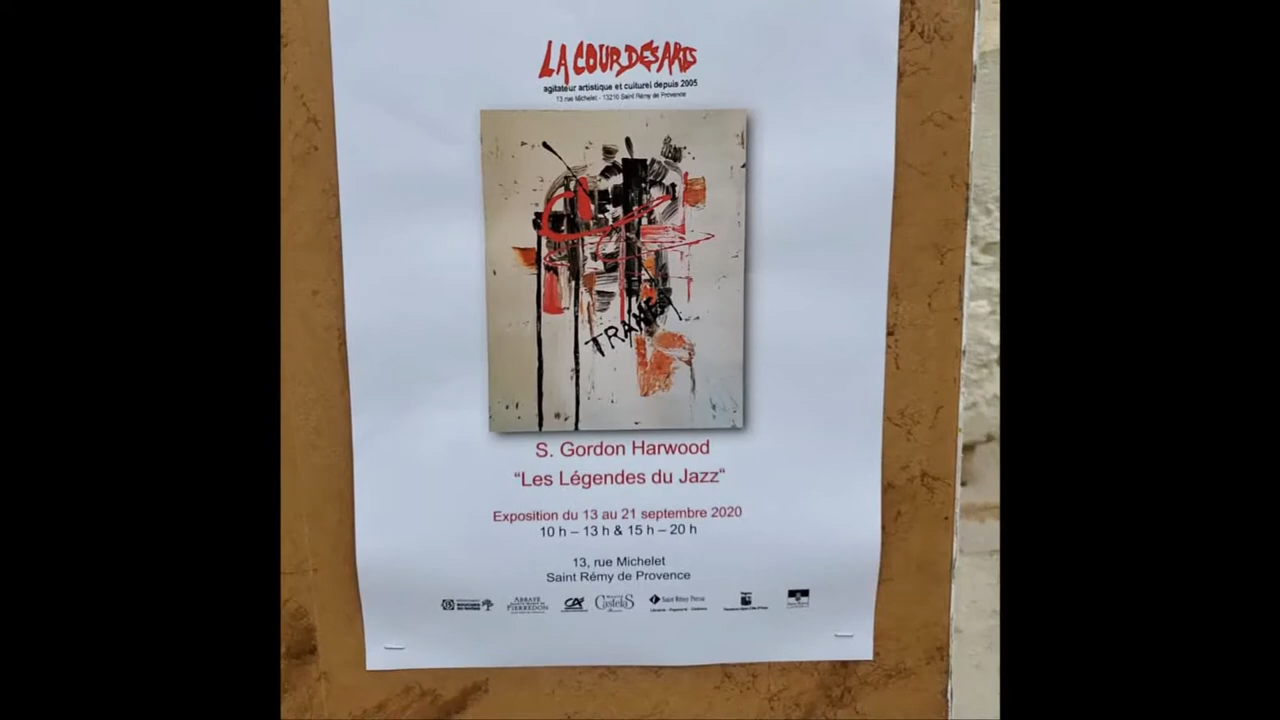 LA COUR DES ARTS
agitateur artistique et culturel depuis 2005
13 rue Michelet - 13210 Saint Rémy de Provence
S. Gordon Harwood
“Les Légendes du Jazz“
Exposition du 13 au 21 septembre 2020
10 h – 13 h & 15 h – 20 h
13, rue Michelet
Saint Rémy de Provence
ABBAYE
PIERREDON
CA
CasteLaS
Saint Rémy Presse